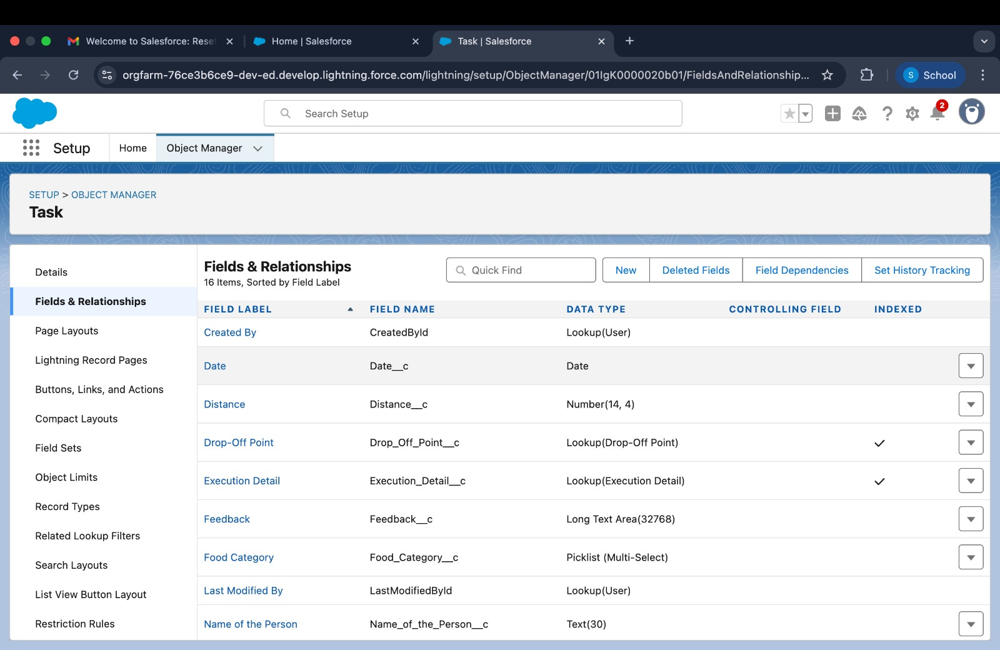 Welcome to Salesforce: Rese
Home | Salesforce
Task | Salesforce
orgfarm-76ce3b6ce9-dev-ed.develop.lightning.force.com/lightning/setup/ObjectManager/01IgK0000020b01/FieldsAndRelationship...
S School
Search Setup
2
Setup Home Object Manager
SETUP > OBJECT MANAGER
Task
Details
Fields & Relationships
Page Layouts
Lightning Record Pages
Buttons, Links, and Actions
Compact Layouts
Field Sets
Object Limits
Record Types
Related Lookup Filters
Search Layouts
List View Button Layout
Restriction Rules
Fields & Relationships
16 Items, Sorted by Field Label
Quick Find
New Deleted Fields Field Dependencies Set History Tracking
FIELD LABEL FIELD NAME DATA TYPE CONTROLLING FIELD INDEXED
Created By CreatedById Lookup(User)
Date Date__c Date
Distance Distance__c Number(14, 4)
Drop-Off Point Drop_Off_Point__c Lookup(Drop-Off Point)
Execution Detail Execution_Detail__c Lookup(Execution Detail)
Feedback Feedback__c Long Text Area(32768)
Food Category Food_Category__c Picklist (Multi-Select)
Last Modified By LastModifiedById Lookup(User)
Name of the Person Name_of_the_Person__c Text(30)